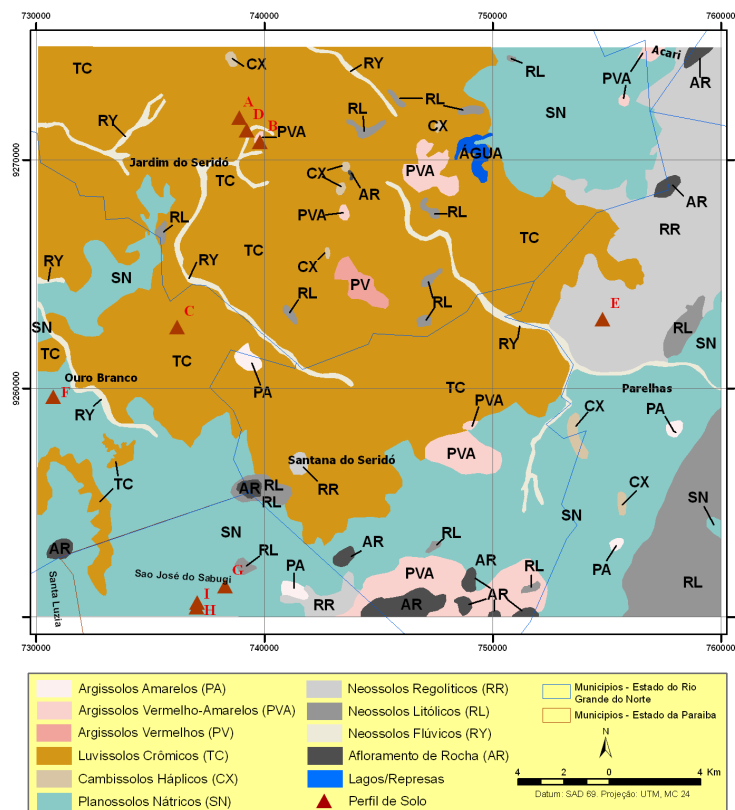 730000 740000 750000 760000
TC
CX
RY
RL
Acari
PVA
AR
RL
RL
CX
SN
A
D
B
PVA
RY
9270000
Jardim do Seridó
TC
CX
AR
PVA
ÁGUA
AR
RL
PVA
RL
RR
TC
TC
CX
RY
RY
SN
PV
RL
RL
E
C
SN
TC
TC
RY
RL
SN
Ouro Branco
9260000
PA
TC
PVA
Parelhas
F
RY
CX
PA
Santana do Seridó
PVA
TC
AR
RL
RL
RR
CX
SN
SN
SN
AR
RL
AR
RL
G
Sao José do Sabugi
PA
PVA
AR
RL
PA
RL
I
H
RR
AR
AR
Santa Luzia
730000 740000 750000 760000
Argissolos Amarelos (PA)
Argissolos Vermelho-Amarelos (PVA)
Argissolos Vermelhos (PV)
Luvissolos Crômicos (TC)
Cambissolos Háplicos (CX)
Planossolos Nátricos (SN)
Neossolos Regolíticos (RR)
Neossolos Litólicos (RL)
Neossolos Flúvicos (RY)
Afloramento de Rocha (AR)
Lagos/Represas
Perfil de Solo
Municipios - Estado do Rio
Grande do Norte
Municipios - Estado da Paraiba
N
4 0 4 Km
Datum: SAD 69. Projeção: UTM, MC 24